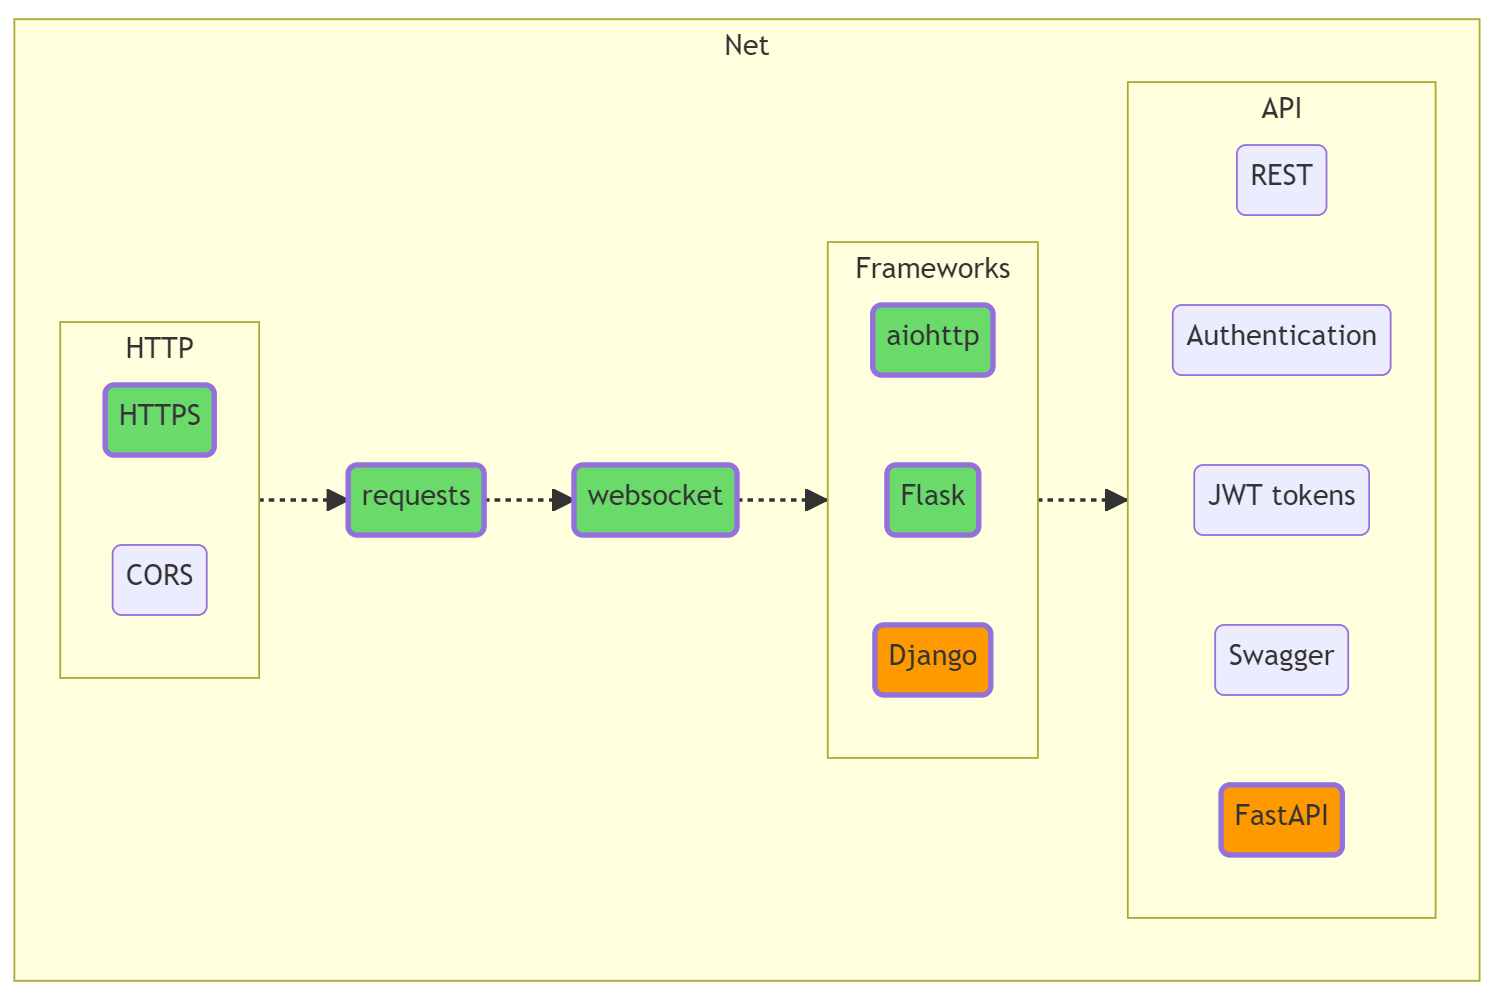 Net
HTTP
HTTPS
CORS
requests
websocket
Frameworks
aiohttp
Flask
Django
API
REST
Authentication
JWT tokens
Swagger
FastAPI